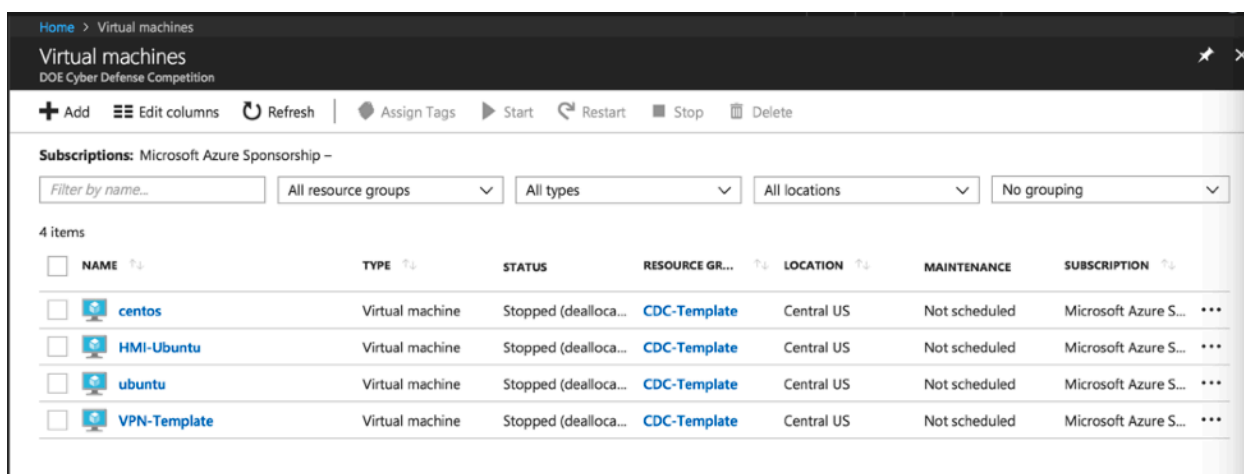 Home > Virtual machines
Virtual machines
DOE Cyber Defense Competition
Add Edit columns Refresh Assign Tags Start Restart Stop Delete
Subscriptions: Microsoft Azure Sponsorship –
Filter by name... All resource groups All types All locations No grouping
4 items
NAME TYPE STATUS RESOURCE GR... LOCATION MAINTENANCE SUBSCRIPTION
centos Virtual machine Stopped (dealloca... CDC-Template Central US Not scheduled Microsoft Azure S... •••
HMI-Ubuntu Virtual machine Stopped (dealloca... CDC-Template Central US Not scheduled Microsoft Azure S... •••
ubuntu Virtual machine Stopped (dealloca... CDC-Template Central US Not scheduled Microsoft Azure S... •••
VPN-Template Virtual machine Stopped (dealloca... CDC-Template Central US Not scheduled Microsoft Azure S... •••